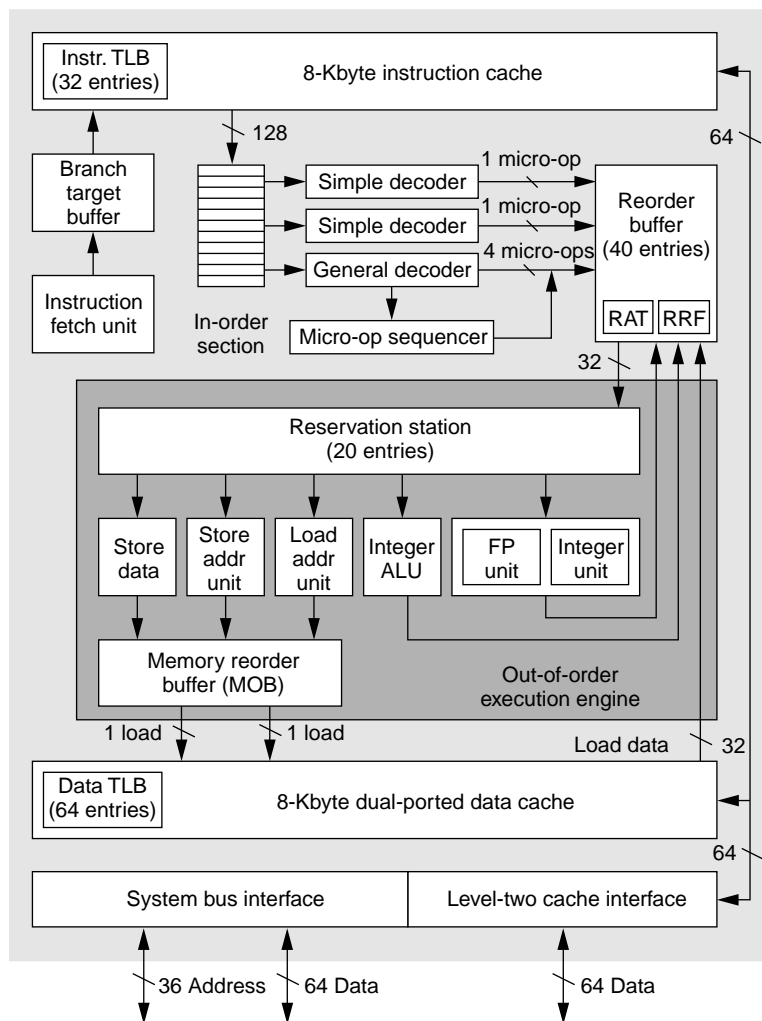 Instr. TLB
(32 entries)
8-Kbyte instruction cache
128
64
Branch
target
buffer
Simple decoder
1 micro-op
Simple decoder
1 micro-op
General decoder
4 micro-ops
Reorder
buffer
(40 entries)
Instruction
fetch unit
In-order
section
Micro-op sequencer
RAT
RRF
32
Reservation station
(20 entries)
Store
data
Store
addr
unit
Load
addr
unit
Integer
ALU
FP
unit
Integer
unit
Memory reorder
buffer (MOB)
Out-of-order
execution engine
1 load
1 load
Load data
32
Data TLB
(64 entries)
8-Kbyte dual-ported data cache
64
System bus interface
Level-two cache interface
36 Address
64 Data
64 Data